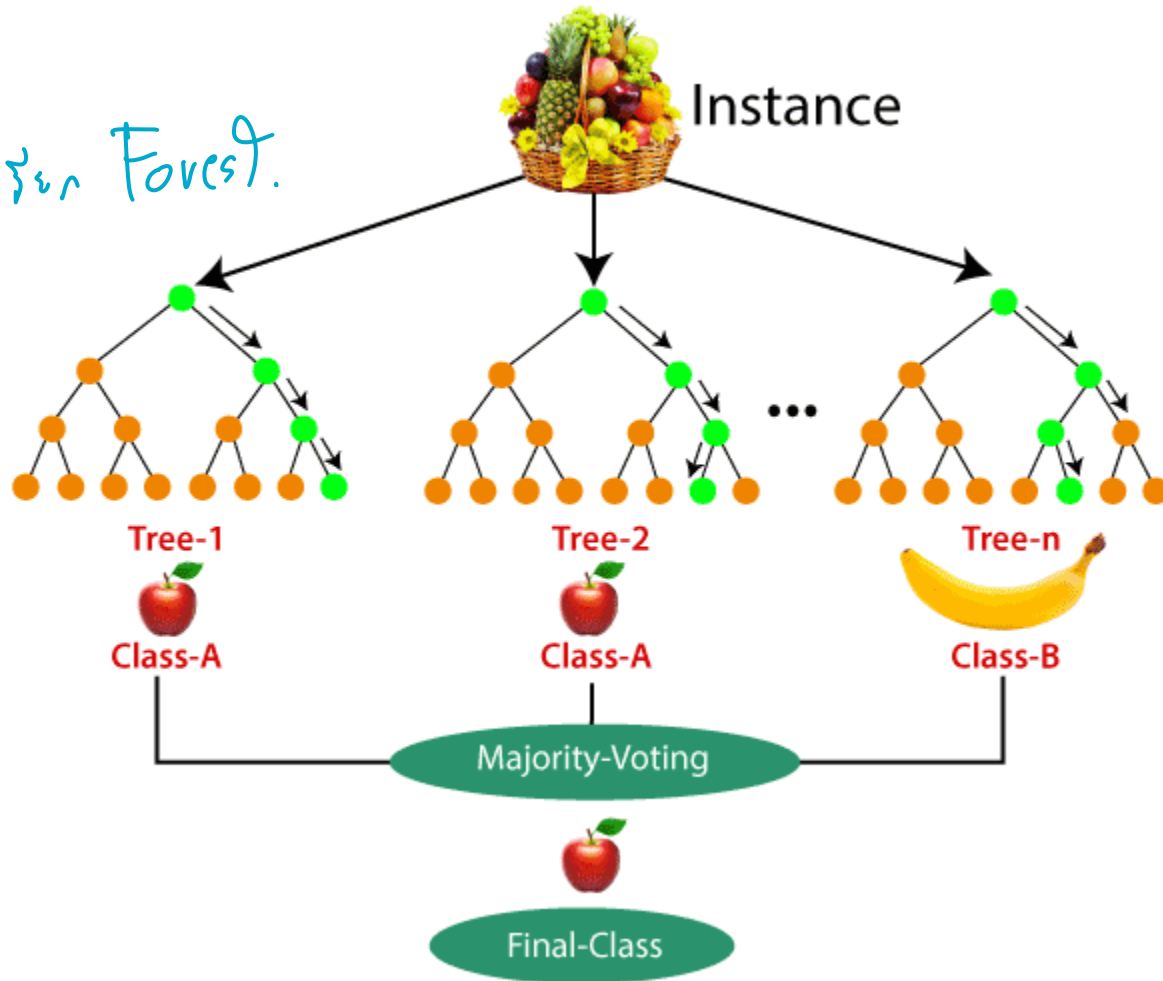 Instance
Forest.
Tree-1 Tree-2 Tree-n
Class-A Class-A Class-B
Majority-Voting
Final-Class